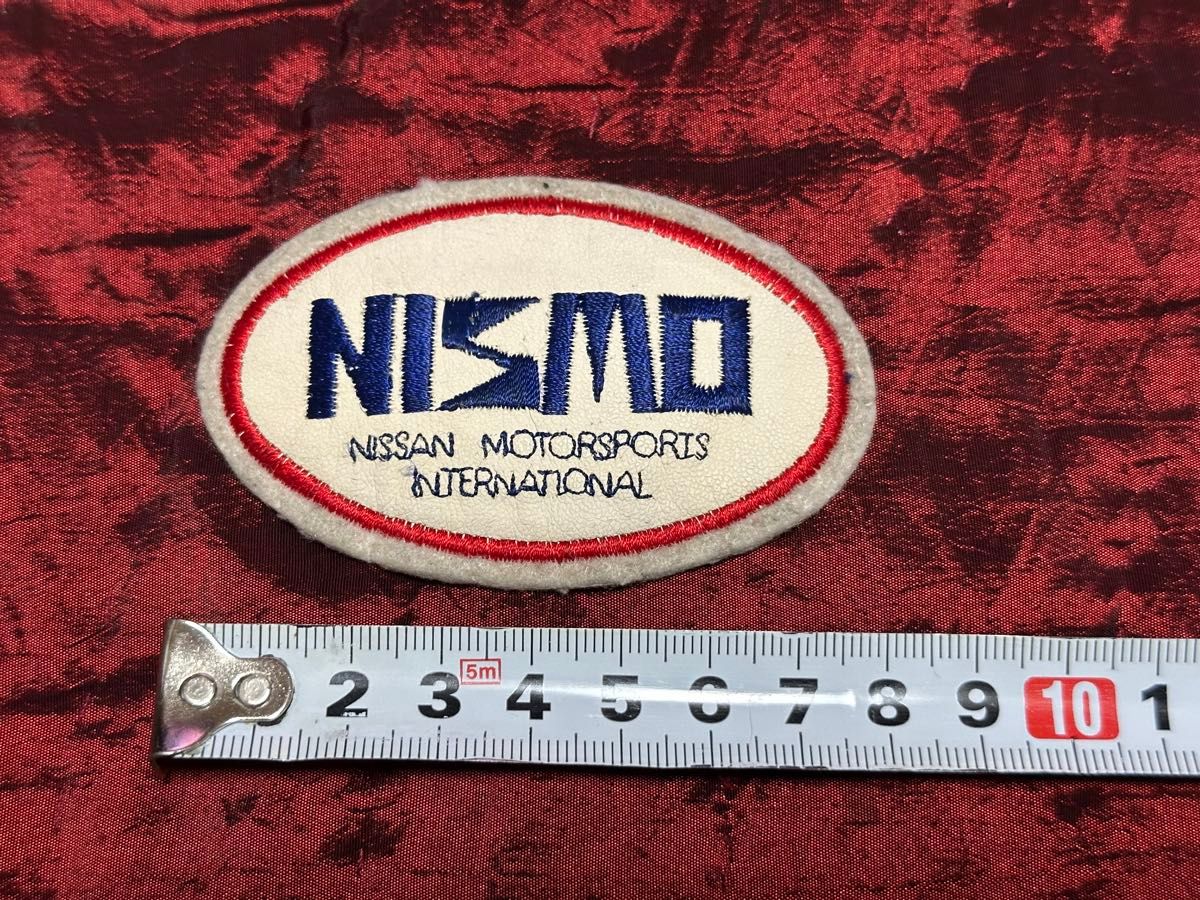 NISMO
NISSAN MOTORSPORTS
INTERNATIONAL
5m
2 3 4 5 6 7 8 9 10 1